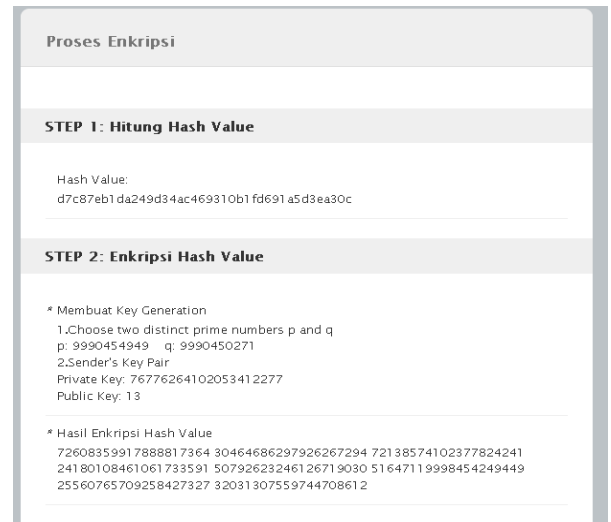 Proses Enkripsi
STEP 1: Hitung Hash Value
Hash Value:
d7c87eb1da249d34ac469310b1fd691a5d3ea30c
STEP 2: Enkripsi Hash Value
* Membuat Key Generation
1.Choose two distinct prime numbers p and q
p: 9990454949 q: 9990450271
2.Sender's Key Pair
Private Key: 76776264102053412277
Public Key: 13
* Hasil Enkripsi Hash Value
72608359917888817364 30464686297926267294 72138574102377824241
24180108461061733591 50792623246126719030 51647119998454249449
25560765709258427327 32031307559744708612